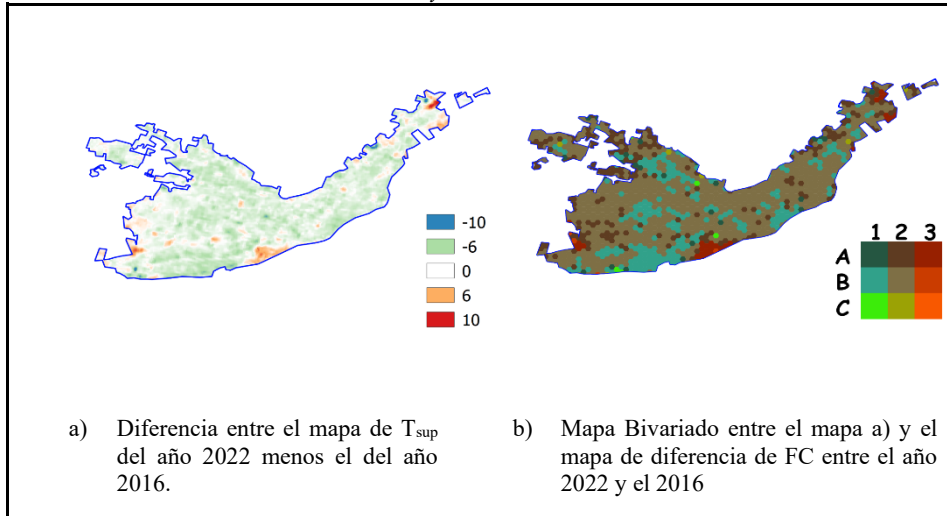 -10
-6
0
6
10
1 2 3
A
B
C
a) Diferencia entre el mapa de Tsup
del año 2022 menos el del año
2016.
b) Mapa Bivariado entre el mapa a) y el
mapa de diferencia de FC entre el año
2022 y el 2016